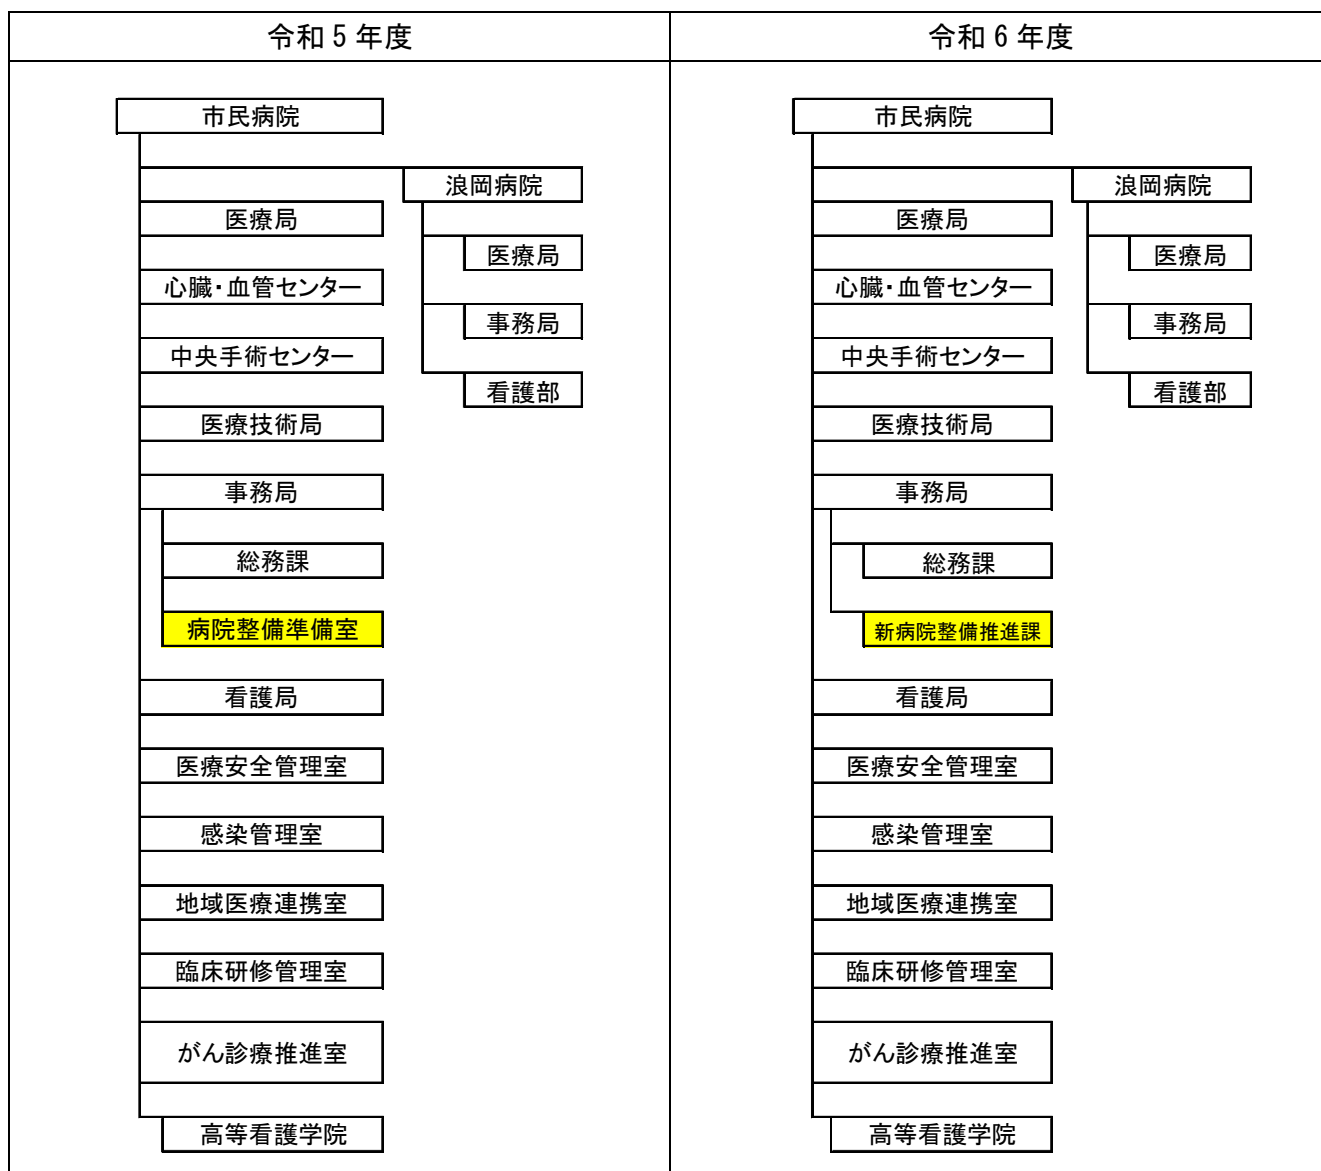 令和５年度
市民病院
浪岡病院
医療局
医療局
心臓・血管センター
事務局
中央手術センター
看護部
医療技術局
事務局
総務課
病院整備準備室
看護局
医療安全管理室
感染管理室
地域医療連携室
臨床研修管理室
がん診療推進室
高等看護学院
令和６年度
市民病院
浪岡病院
医療局
医療局
心臓・血管センター
事務局
中央手術センター
看護部
医療技術局
事務局
総務課
新病院整備推進課
看護局
医療安全管理室
感染管理室
地域医療連携室
臨床研修管理室
がん診療推進室
高等看護学院